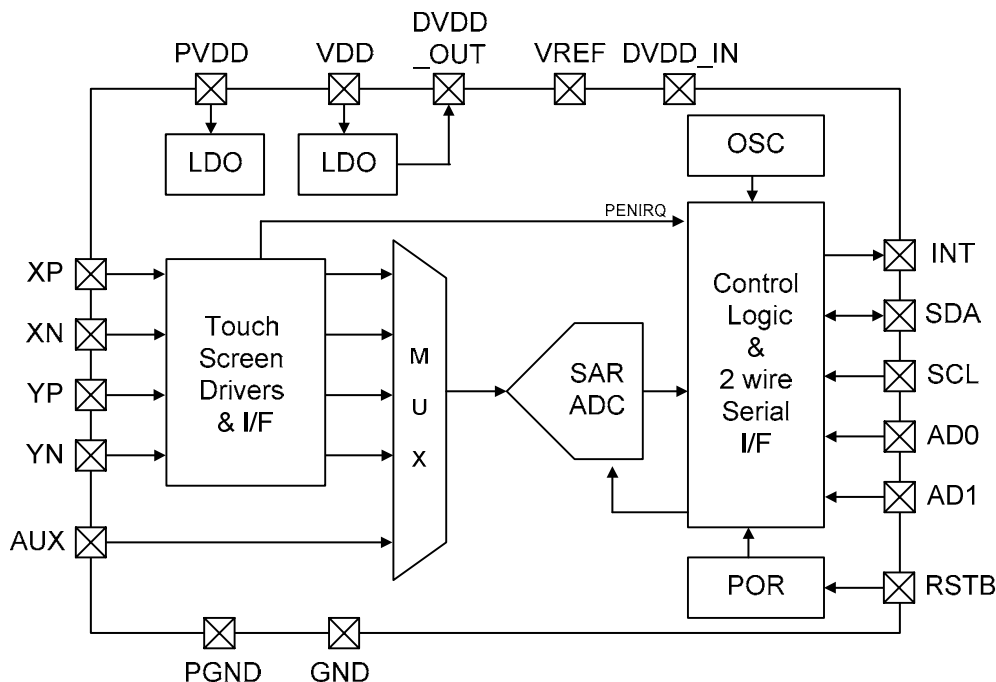 DVDD
_OUT
PVDD
VDD
VREF
DVDD_IN
LDO
LDO
OSC
PENIRQ
XP
XN
YP
YN
AUX
Touch
Screen
Drivers
& I/F
M
U
X
SAR
ADC
Control
Logic
&
2 wire
Serial
I/F
INT
SDA
SCL
AD0
AD1
POR
RSTB
PGND
GND